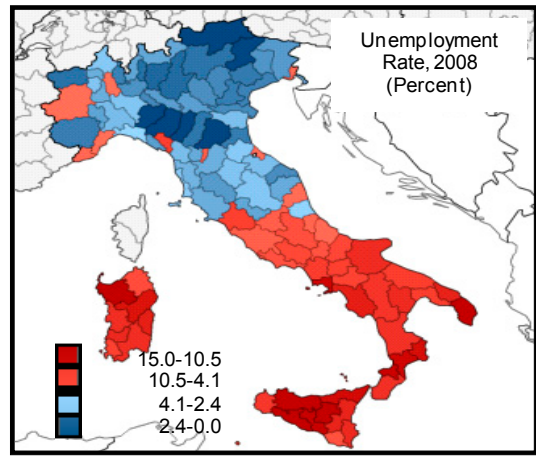 Unemployment
Rate, 2008
(Percent)
15.0-10.5
10.5-4.1
4.1-2.4
2.4-0.0